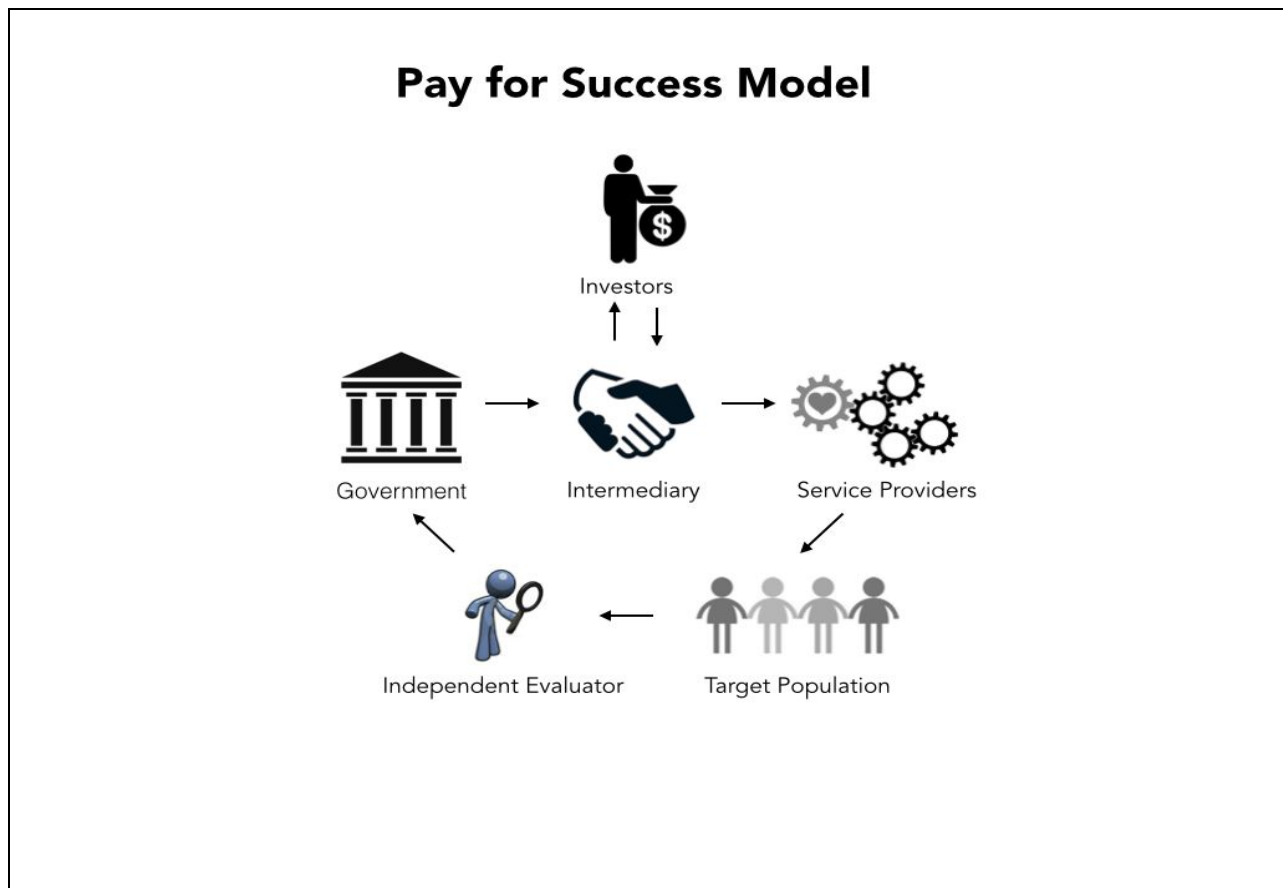 Pay for Success Model
$
Investors
Government
Intermediary
Service Providers
Independent Evaluator
Target Population